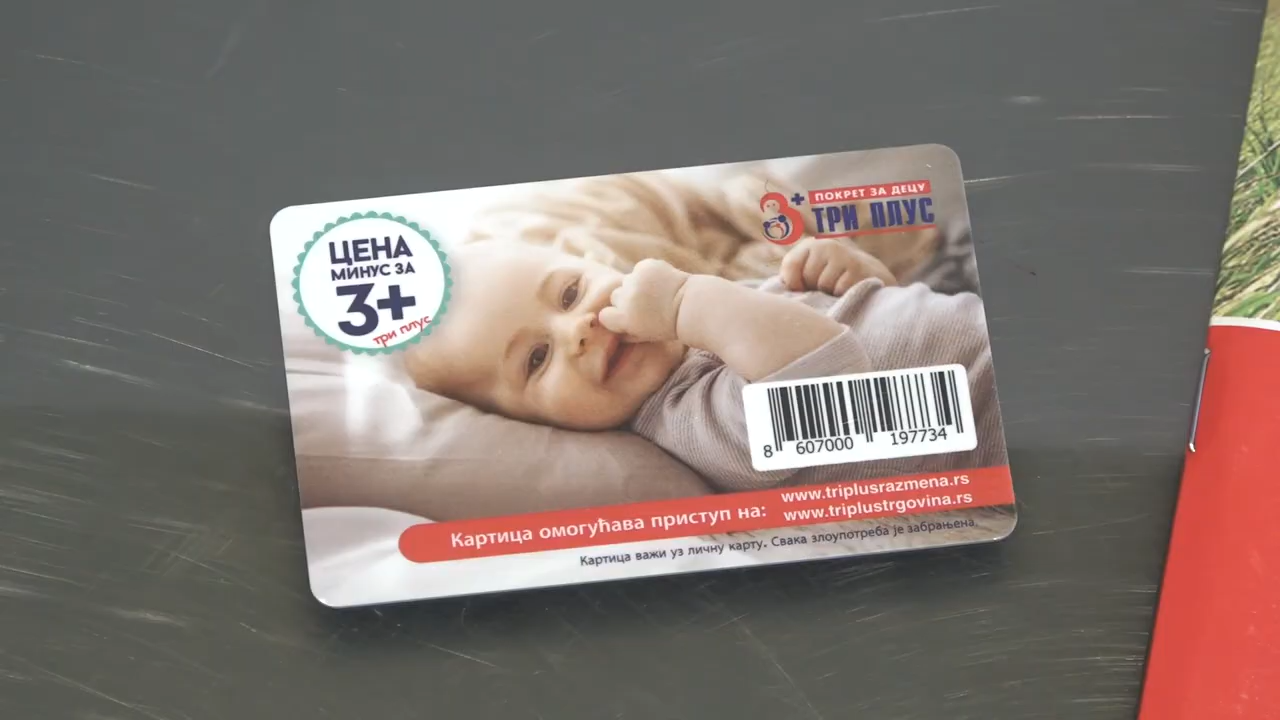 ЦЕНА
МИНУС ЗА
3+
три плус
3+
ПОКРЕТ ЗА ДЕЦУ
ТРИ ПЛУС
8 607000 197734
Картица омогућава приступ на:
www.triplusrazmena.rs
www.triplustrgovina.rs
Картица важи уз личну карту. Свака злоупотреба је забрањена.